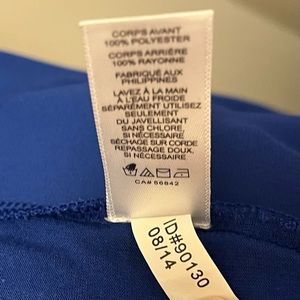 CORPS AVANT
100% POLYESTER
CORPS ARRIÈRE
100% RAYONNE
FABRIQUÉ AUX
PHILIPPINES
LAVEZ À LA MAIN
À L'EAU FROIDE
SÉPARÉMENT UTILISEZ
SEULEMENT
DU JAVELLISANT
SANS CHLORE,
SI NÉCESSAIRE
SÉCHAGE SUR CORDE
REPASSAGE DOUX,
SI NÉCESSAIRE
CA# 56842
ID#90130
08/14